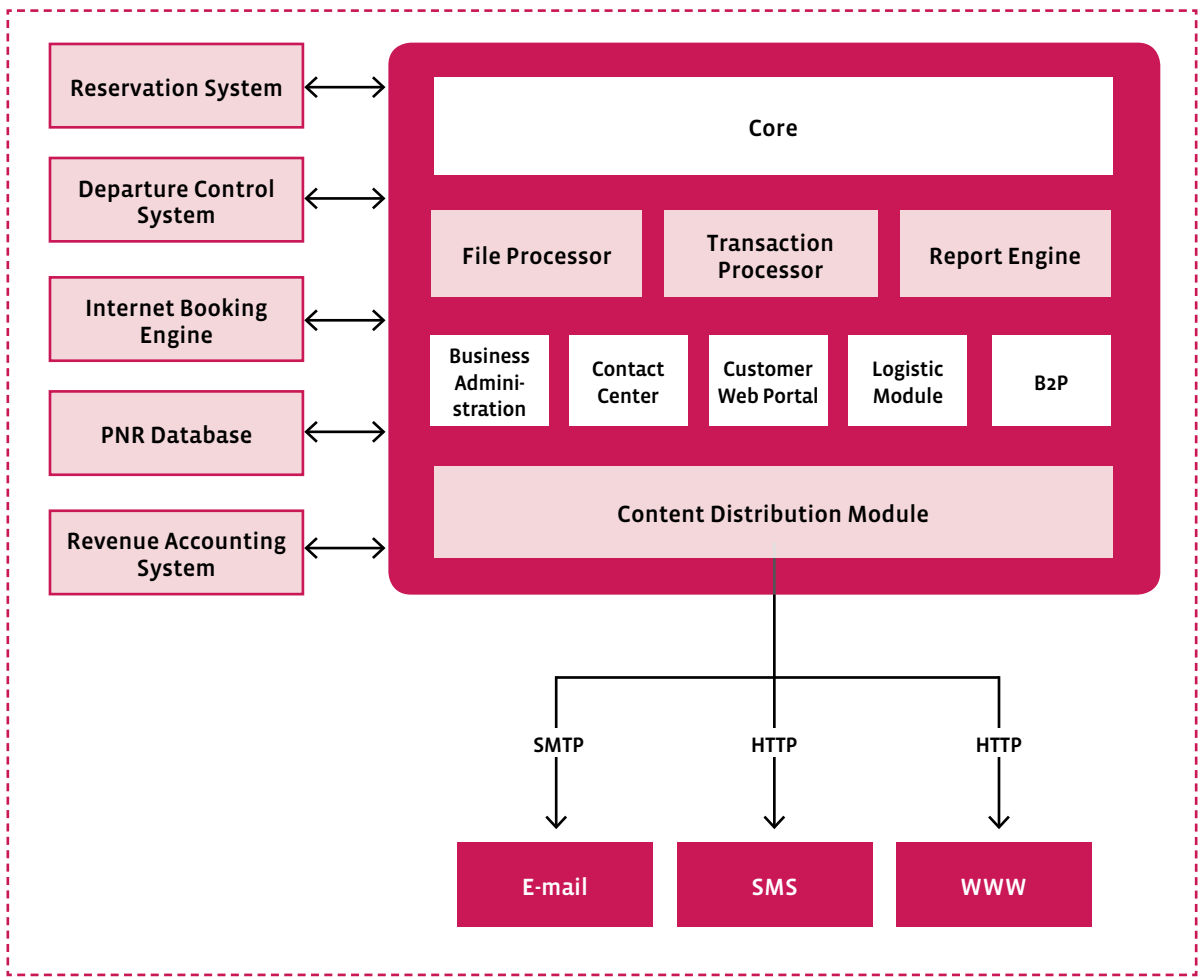 Reservation System
Departure Control
System
Internet Booking
Engine
PNR Database
Revenue Accounting
System
Core
File Processor
Transaction
Processor
Report Engine
Business
Admini-
stration
Contact
Center
Customer
Web Portal
Logistic
Module
B2P
Content Distribution Module
SMTP
HTTP
HTTP
E-mail
SMS
WWW